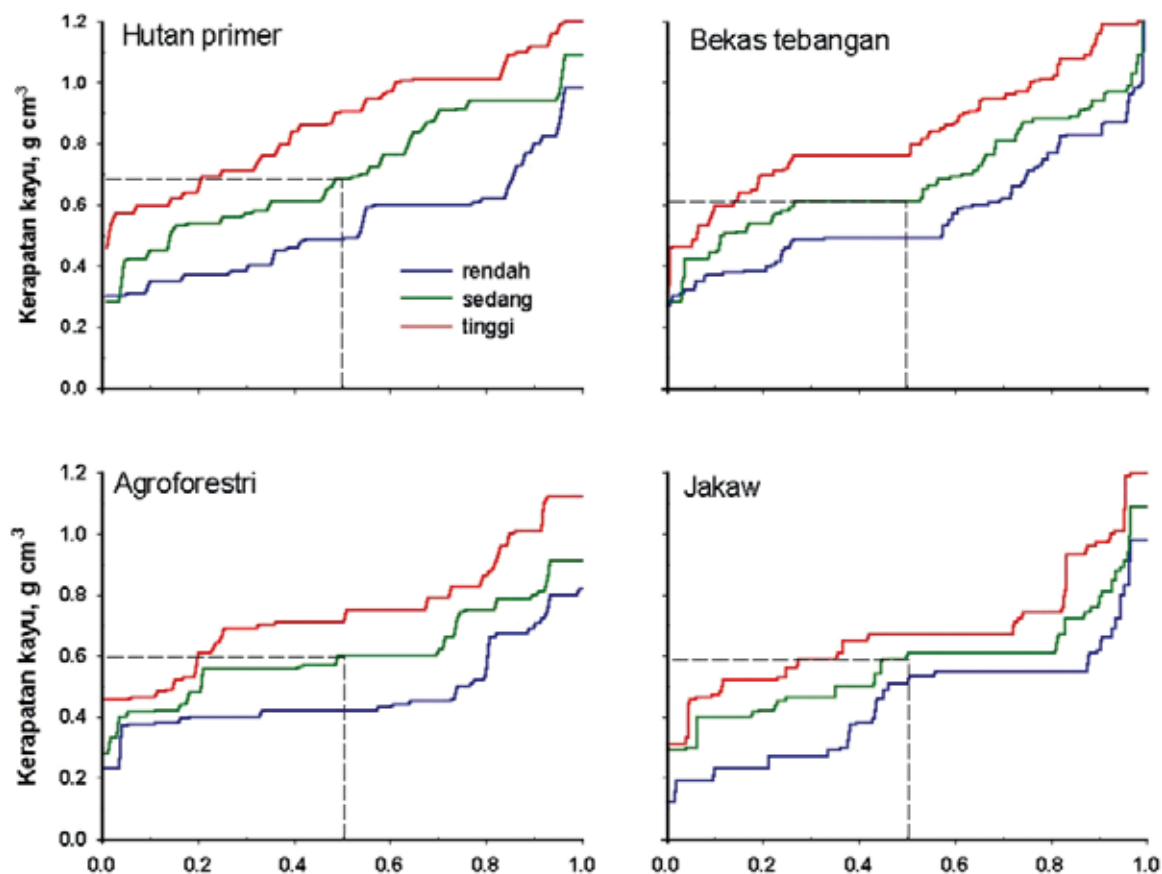 Hutan primer
Bekas tebangan
Kerapatan kayu, g cm-3
1.2
1.0
0.8
0.6
0.4
0.2
0.0
rendah
sedang
tinggi
Agroforestri
Jakaw
Kerapatan kayu, g cm-3
1.2
1.0
0.8
0.6
0.4
0.2
0.0
0.0 0.2 0.4 0.6 0.8 1.0
0.0 0.2 0.4 0.6 0.8 1.0